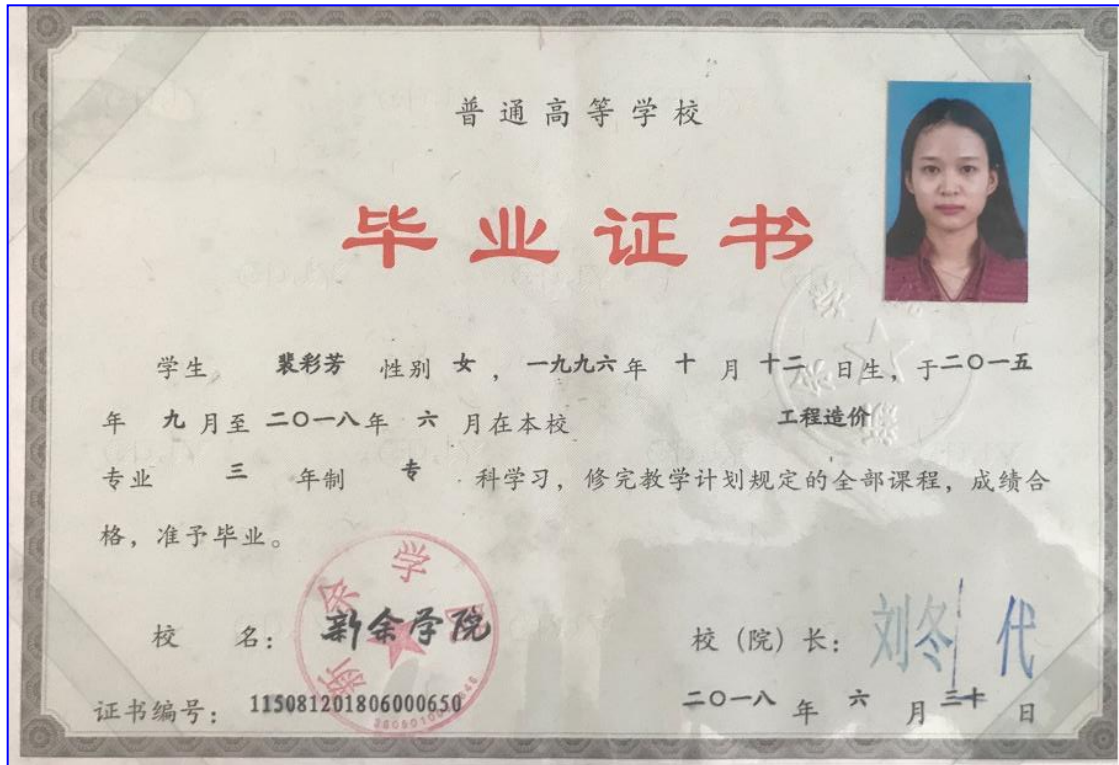 普通高等学校
毕业证书
学生 裴彩芳 性别 女 ，一九九六年 十 月 十二 日生，于二〇一五
年 九 月至 二〇一八年 六 月在本校 工程造价
专业 三 年制 专 科学习，修完教学计划规定的全部课程，成绩合
格，准予毕业。
新余学院
校 名： 新余学院
校（院）长： 刘冬 代
证书编号： 115081201806000650
二〇一八 年 六 月 三十 日